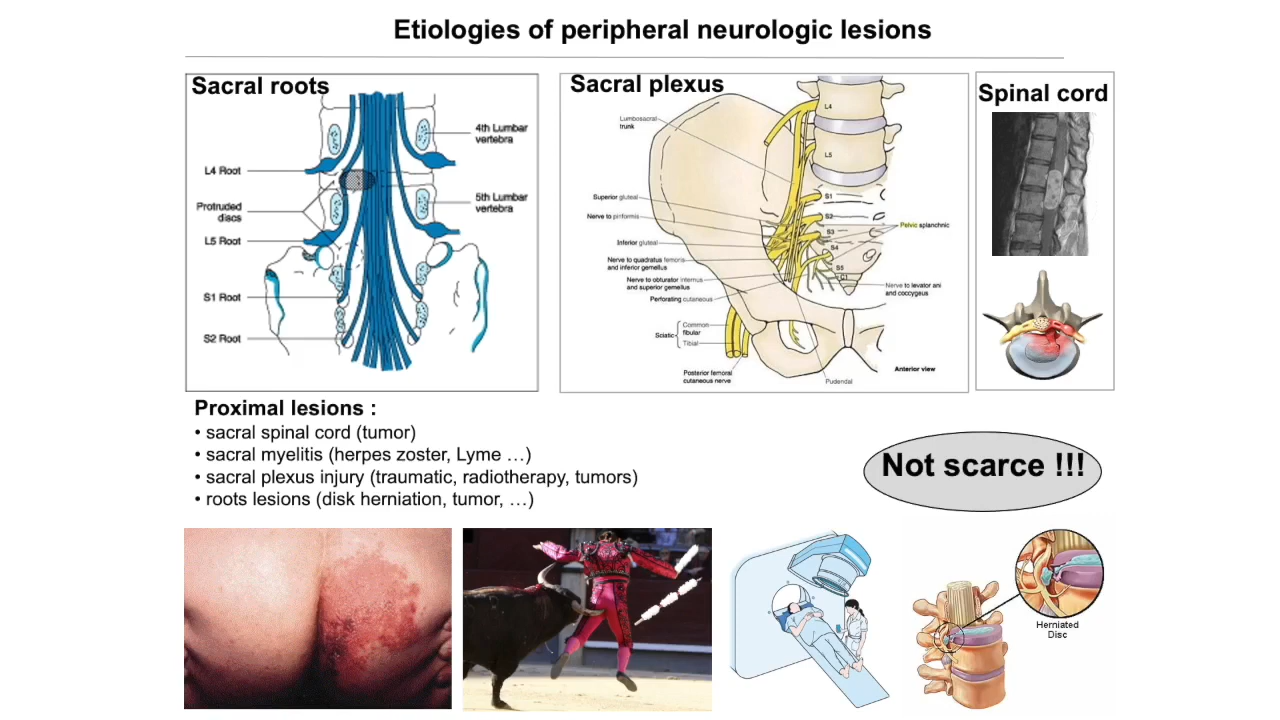 Etiologies of peripheral neurologic lesions
Sacral roots
4th Lumbar
vertebra
L4 Root
Protruded
discs
5th Lumbar
vertebra
L5 Root
S1 Root
S2 Root
Sacral plexus
Lumbosacral
trunk
L4
L5
Superior gluteal
S1
Nerve to piriformis
S2
S3
Pelvic splanchnic
Inferior gluteal
S4
Nerve to quadratus femoris
and inferior gemellus
S5
C1
Nerve to obturator internus
and superior gemellus
Nerve to levator ani
and coccygeus
Perforating cutaneous
Sciatic
Common
fibular
Tibial
Posterior femoral
cutaneous nerve
Pudendal
Anterior view
Spinal cord
Proximal lesions :
• sacral spinal cord (tumor)
• sacral myelitis (herpes zoster, Lyme …)
• sacral plexus injury (traumatic, radiotherapy, tumors)
• roots lesions (disk herniation, tumor, …)
Not scarce !!!
Herniated
Disc